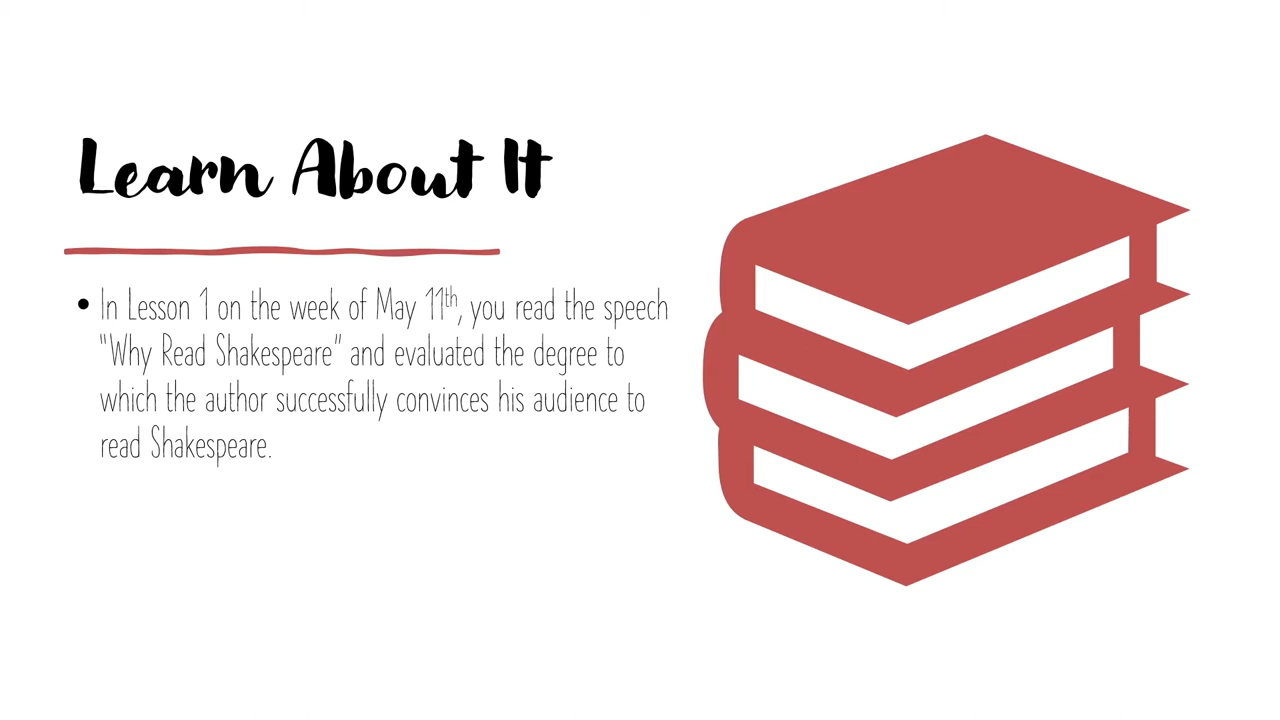 Learn About It
• In Lesson 1 on the week of May 11th, you read the speech
"Why Read Shakespeare" and evaluated the degree to
which the author successfully convinces his audience to
read Shakespeare.